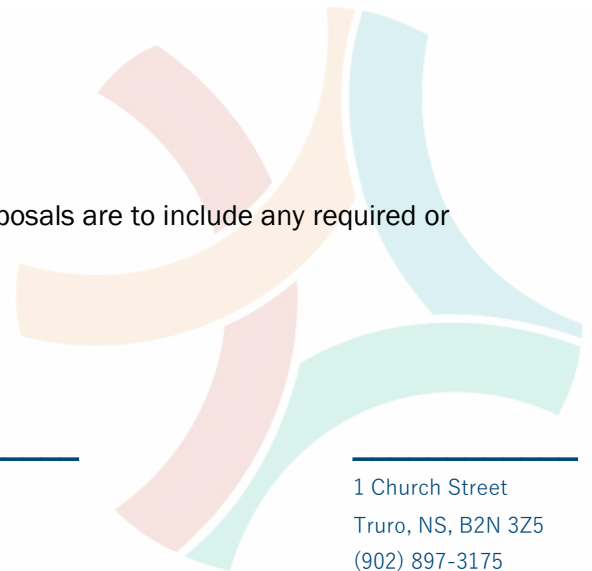 posals are to include any required or
1 Church Street
Truro, NS, B2N 3Z5
(902) 897-3175